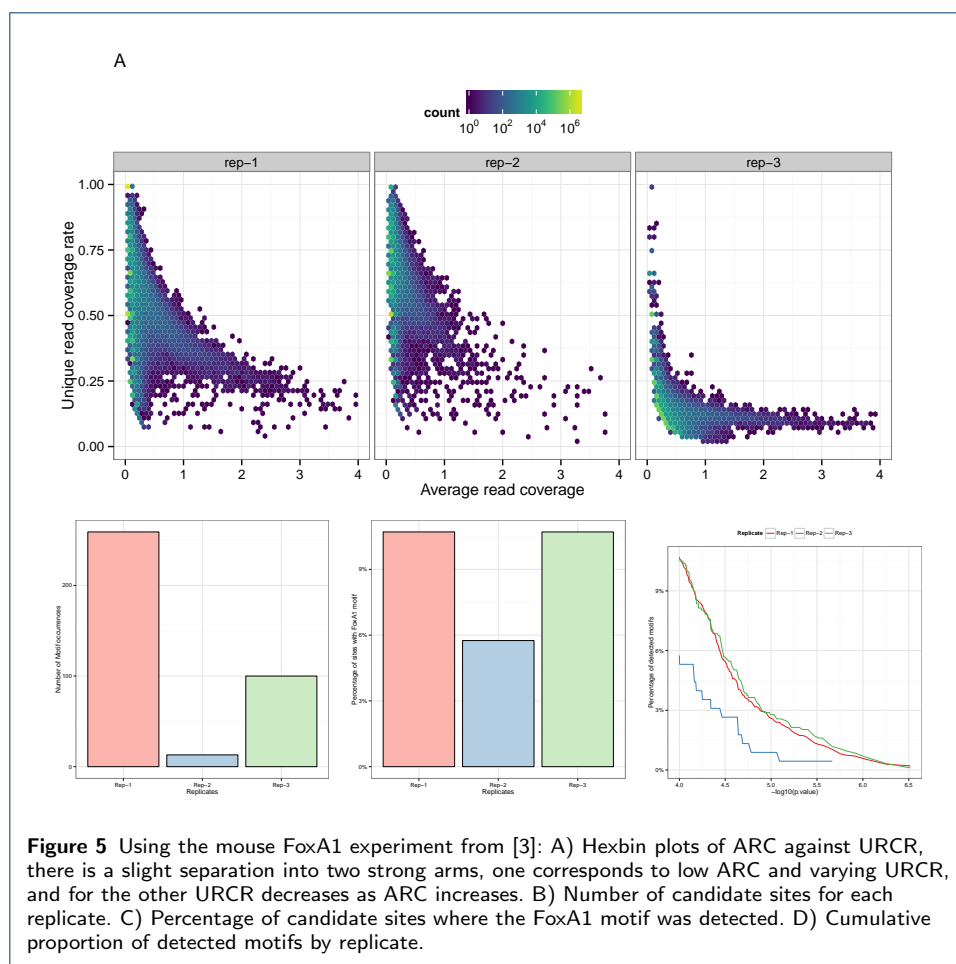 A
count
10⁰ 10² 10⁴ 10⁶
rep−1 rep−2 rep−3
1.00
0.75
0.50
0.25
0.00
Unique read coverage rate
0 1 2 3 4 0 1 2 3 4 0 1 2 3 4
Average read coverage
200
100
0
Number of Motif occurrences
Rep−1 Rep−2 Rep−3
Replicates
9%
6%
3%
0%
Percentage of sites with FoxA1 motif
Rep−1 Rep−2 Rep−3
Replicates
Replicate Rep−1 Rep−2 Rep−3
9%
6%
3%
0%
Percentage of detected motifs
4.0 4.5 5.0 5.5 6.0 6.5
−log10(p.value)
Figure 5 Using the mouse FoxA1 experiment from [3]: A) Hexbin plots of ARC against URCR,
there is a slight separation into two strong arms, one corresponds to low ARC and varying URCR,
and for the other URCR decreases as ARC increases. B) Number of candidate sites for each
replicate. C) Percentage of candidate sites where the FoxA1 motif was detected. D) Cumulative
proportion of detected motifs by replicate.